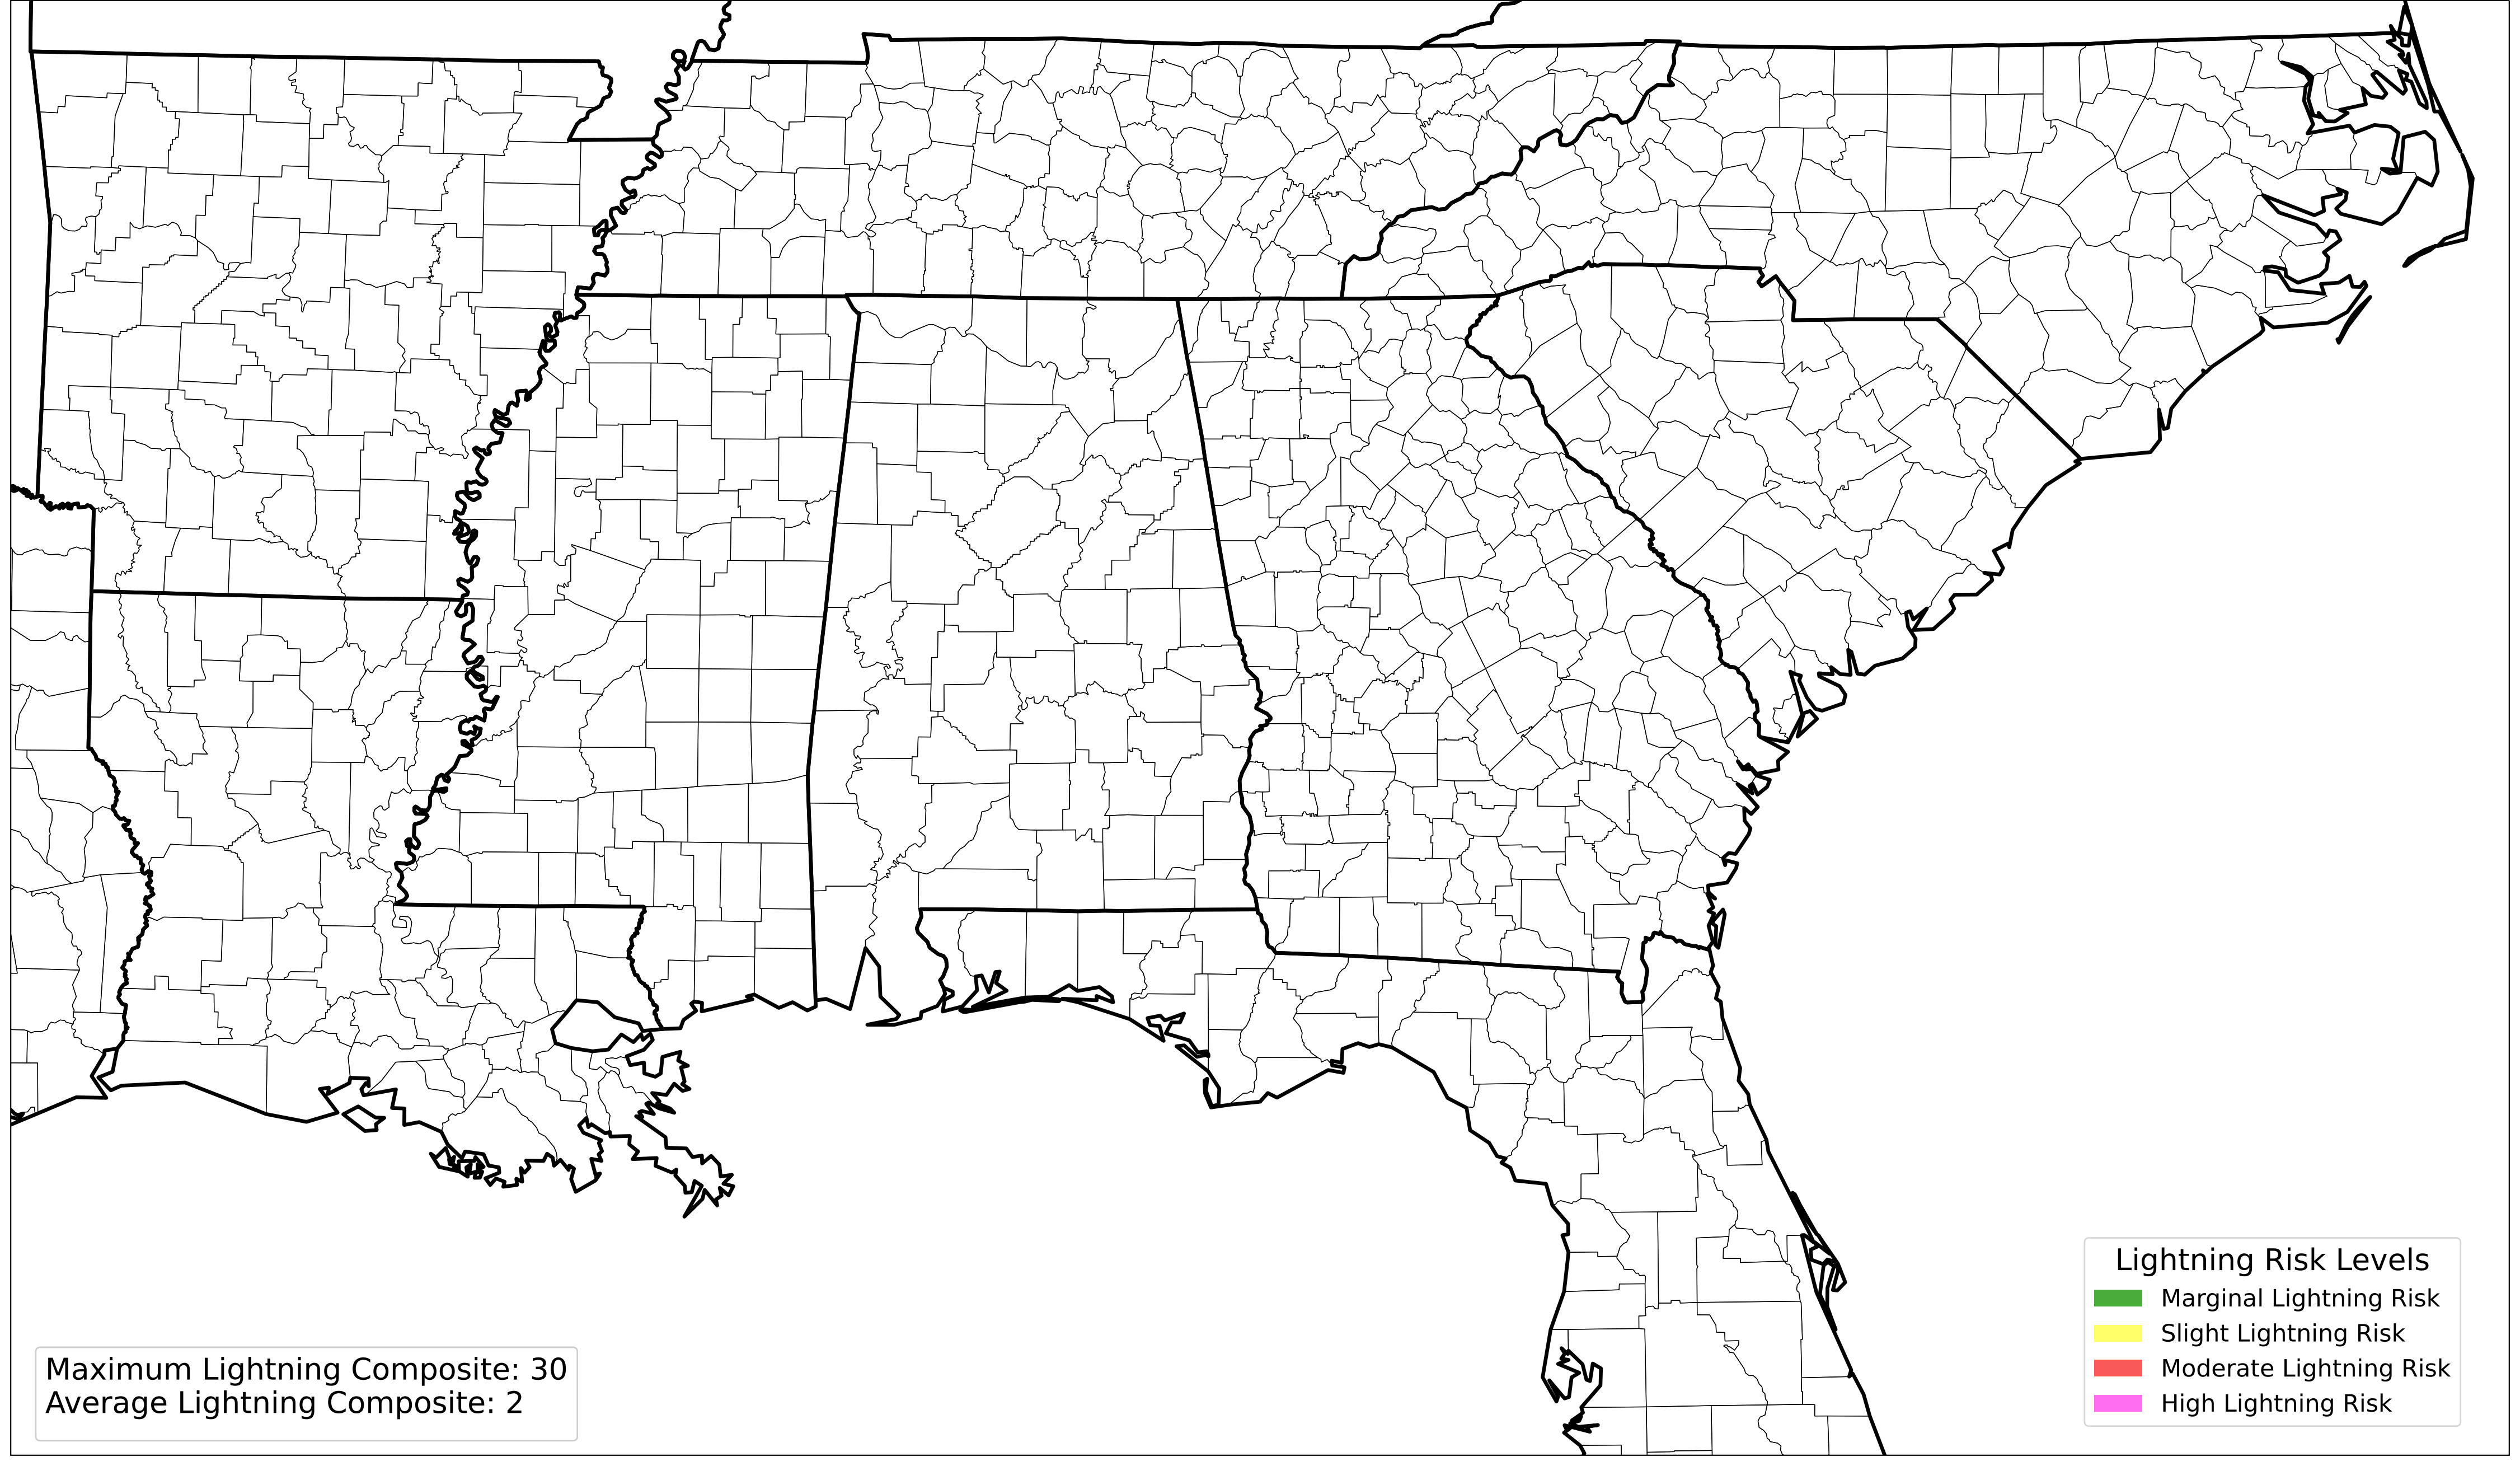 Maximum Lightning Composite: 30
Average Lightning Composite: 2
Lightning Risk Levels
Marginal Lightning Risk
Slight Lightning Risk
Moderate Lightning Risk
High Lightning Risk